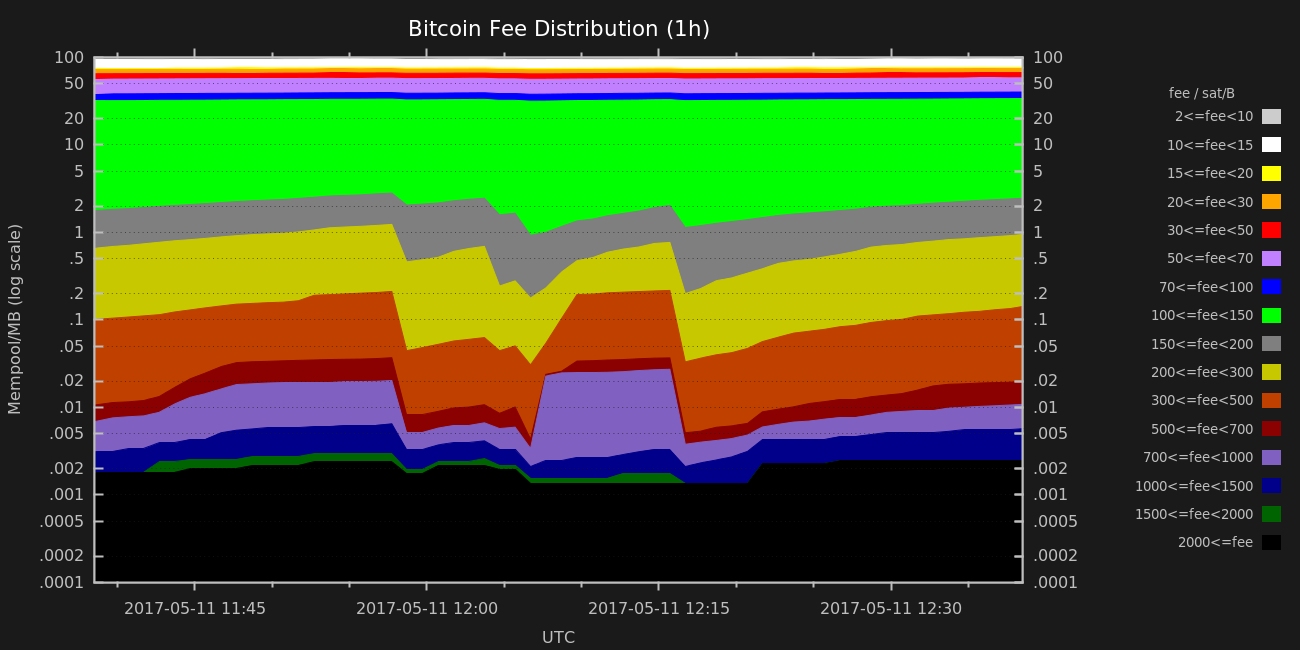 Bitcoin Fee Distribution (1h)
100 100
50 50
20 20
10 10
5 5
2 2
1 1
.5 .5
.2 .2
.1 .1
.05 .05
.02 .02
.01 .01
.005 .005
.002 .002
.001 .001
.0005 .0005
.0002 .0002
.0001 .0001
Mempool/MB (log scale)
2017-05-11 11:45 2017-05-11 12:00 2017-05-11 12:15 2017-05-11 12:30
UTC
fee / sat/B
2<=fee<10
10<=fee<15
15<=fee<20
20<=fee<30
30<=fee<50
50<=fee<70
70<=fee<100
100<=fee<150
150<=fee<200
200<=fee<300
300<=fee<500
500<=fee<700
700<=fee<1000
1000<=fee<1500
1500<=fee<2000
2000<=fee